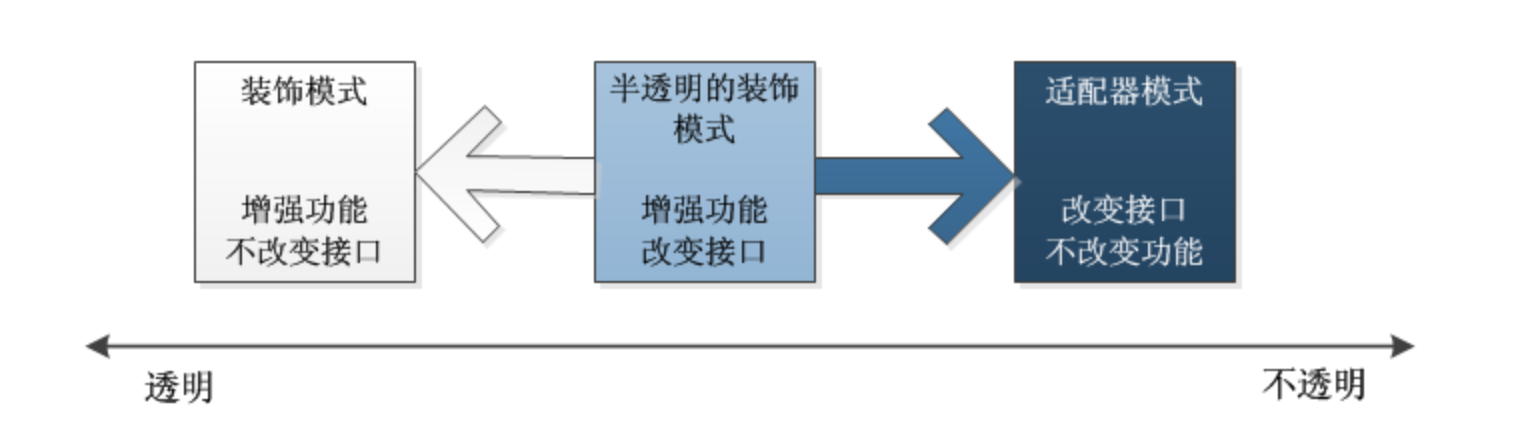 装饰模式
增强功能
不改变接口
半透明的装饰
模式
增强功能
改变接口
适配器模式
改变接口
不改变功能
透明
不透明